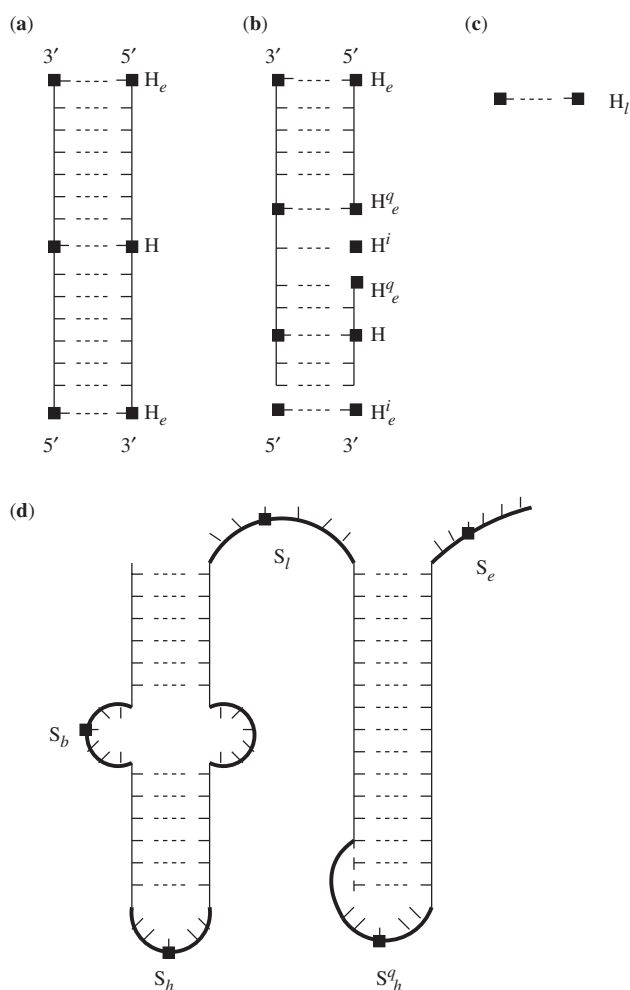 (a)
3′ 5′
H_e
H
H_e
5′ 3′
(b)
3′ 5′
H_e
H^q_e
H^i
H^q_e
H
H^i_e
5′ 3′
(c)
H_l
(d)
S_l
S_e
S_b
S_h
S^q_h